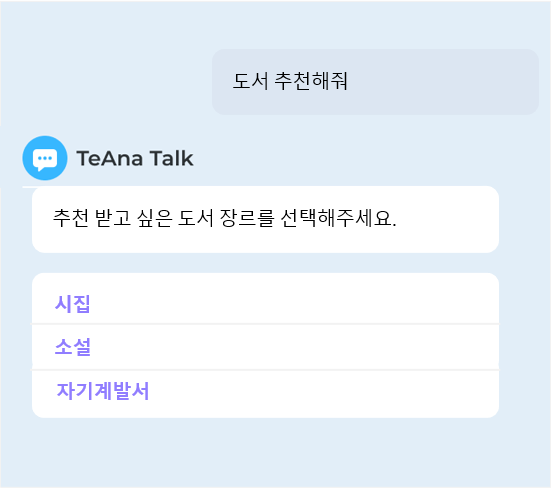 도서 추천해줘
TeAna Talk
추천 받고 싶은 도서 장르를 선택해주세요.
시집
소설
자기계발서